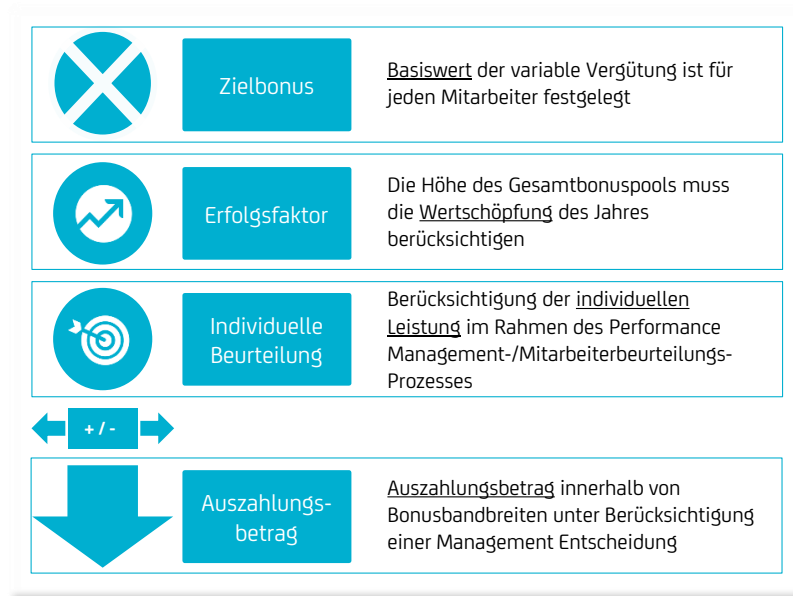 Zielbonus
Basiswert der variable Vergütung ist für
jeden Mitarbeiter festgelegt
Erfolgsfaktor
Die Höhe des Gesamtbonuspools muss
die Wertschöpfung des Jahres
berücksichtigen
Individuelle
Beurteilung
Berücksichtigung der individuellen
Leistung im Rahmen des Performance
Management-/Mitarbeiterbeurteilungs-
Prozesses
+ / -
Auszahlungs-
betrag
Auszahlungsbetrag innerhalb von
Bonusbandbreiten unter Berücksichtigung
einer Management Entscheidung